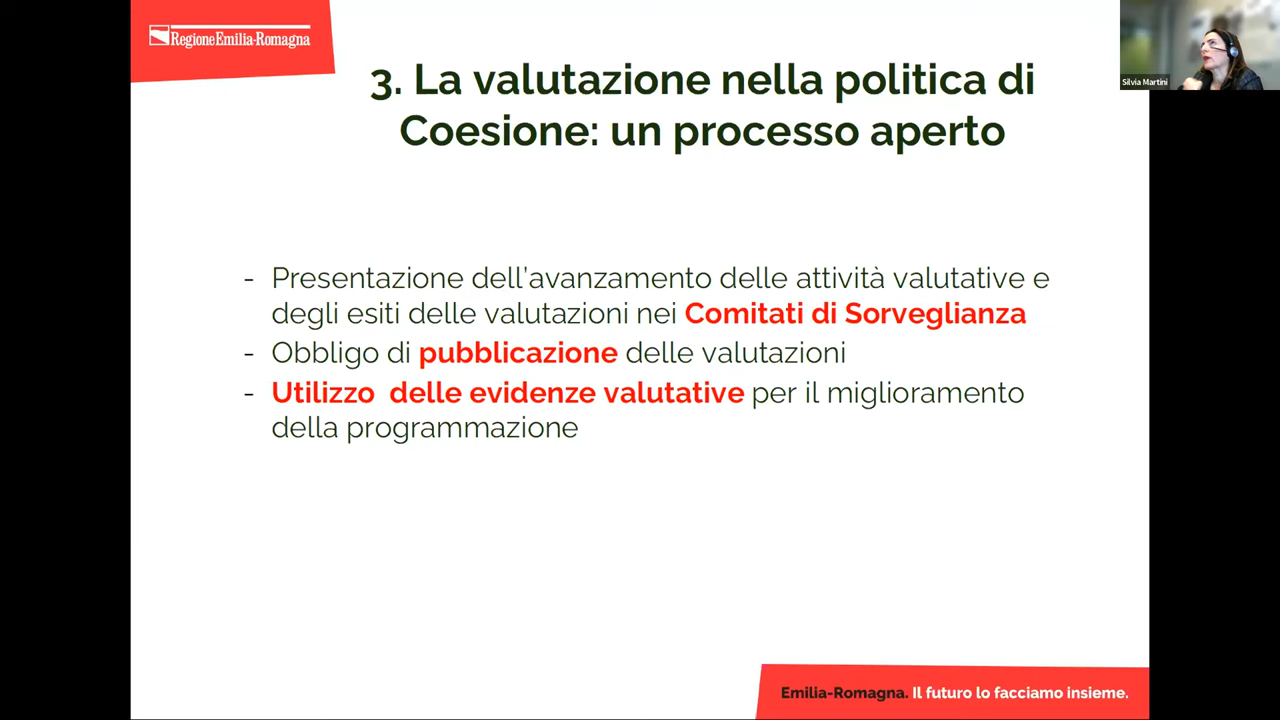 RegioneEmilia-Romagna
Silvia Martini
3. La valutazione nella politica di
Coesione: un processo aperto
- Presentazione dell'avanzamento delle attività valutative e
degli esiti delle valutazioni nei Comitati di Sorveglianza
- Obbligo di pubblicazione delle valutazioni
- Utilizzo delle evidenze valutative per il miglioramento
della programmazione
Emilia-Romagna. Il futuro lo facciamo insieme.